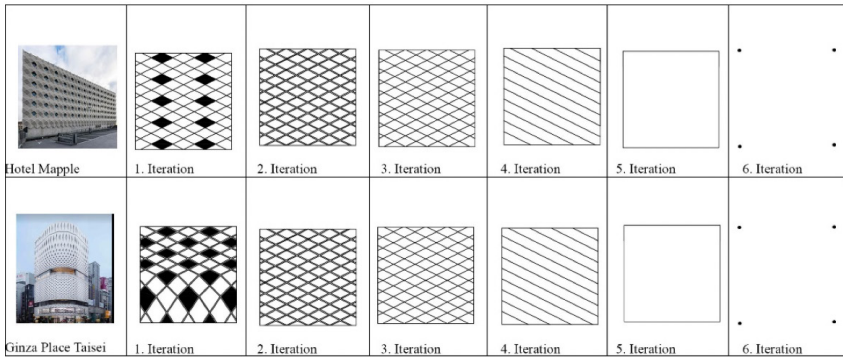 Hotel Mapple 1. Iteration 2. Iteration 3. Iteration 4. Iteration 5. Iteration 6. Iteration
Ginza Place Taisei 1. Iteration 2. Iteration 3. Iteration 4. Iteration 5. Iteration 6. Iteration